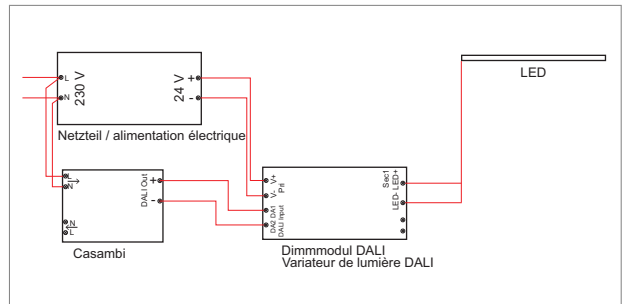 L
N
230 V
24 V
+
-
Netzteil / alimentation électrique
LED
L
N
DALI Out
+
-
N
L
Casambi
V+
V-
Pri
DA2 DA1
DALI Input
Sec1
LED- LED+
Dimmmodul DALI
Variateur de lumière DALI